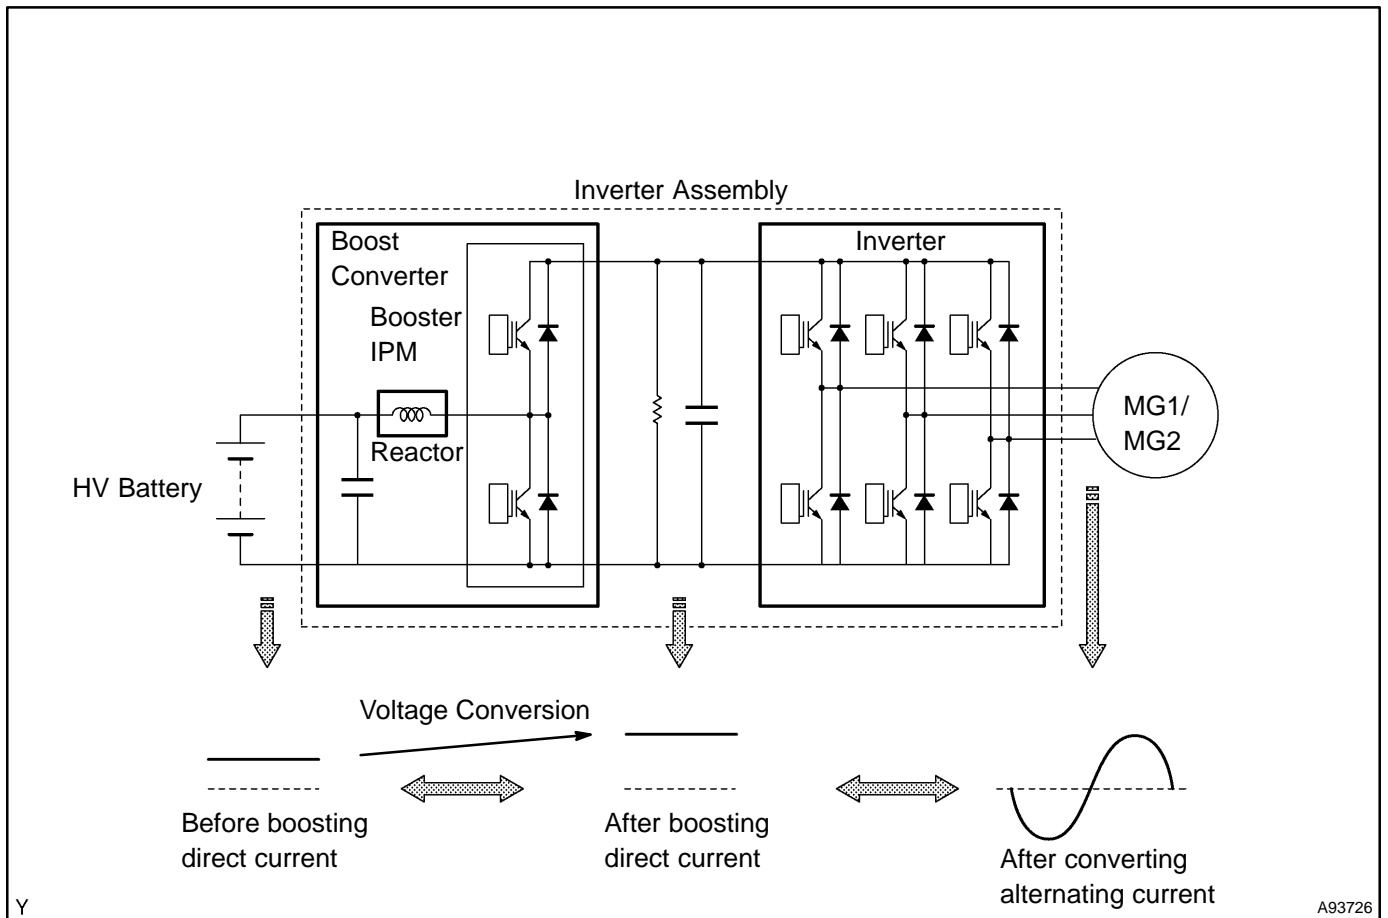 Inverter Assembly
Boost
Converter
Booster
IPM
Reactor
Inverter
HV Battery
MG1/
MG2
Voltage Conversion
Before boosting
direct current
After boosting
direct current
After converting
alternating current
Y
A93726